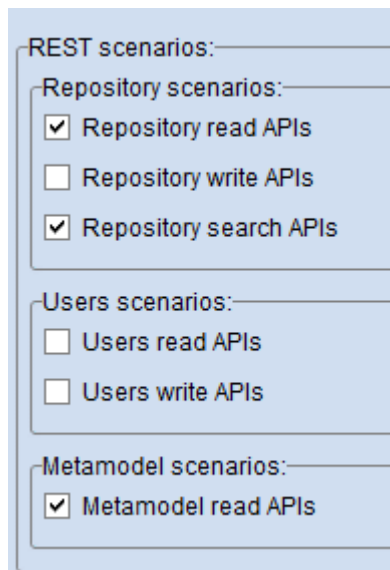 REST scenarios:
Repository scenarios:
Repository read APIs
Repository write APIs
Repository search APIs
Users scenarios:
Users read APIs
Users write APIs
Metamodel scenarios:
Metamodel read APIs